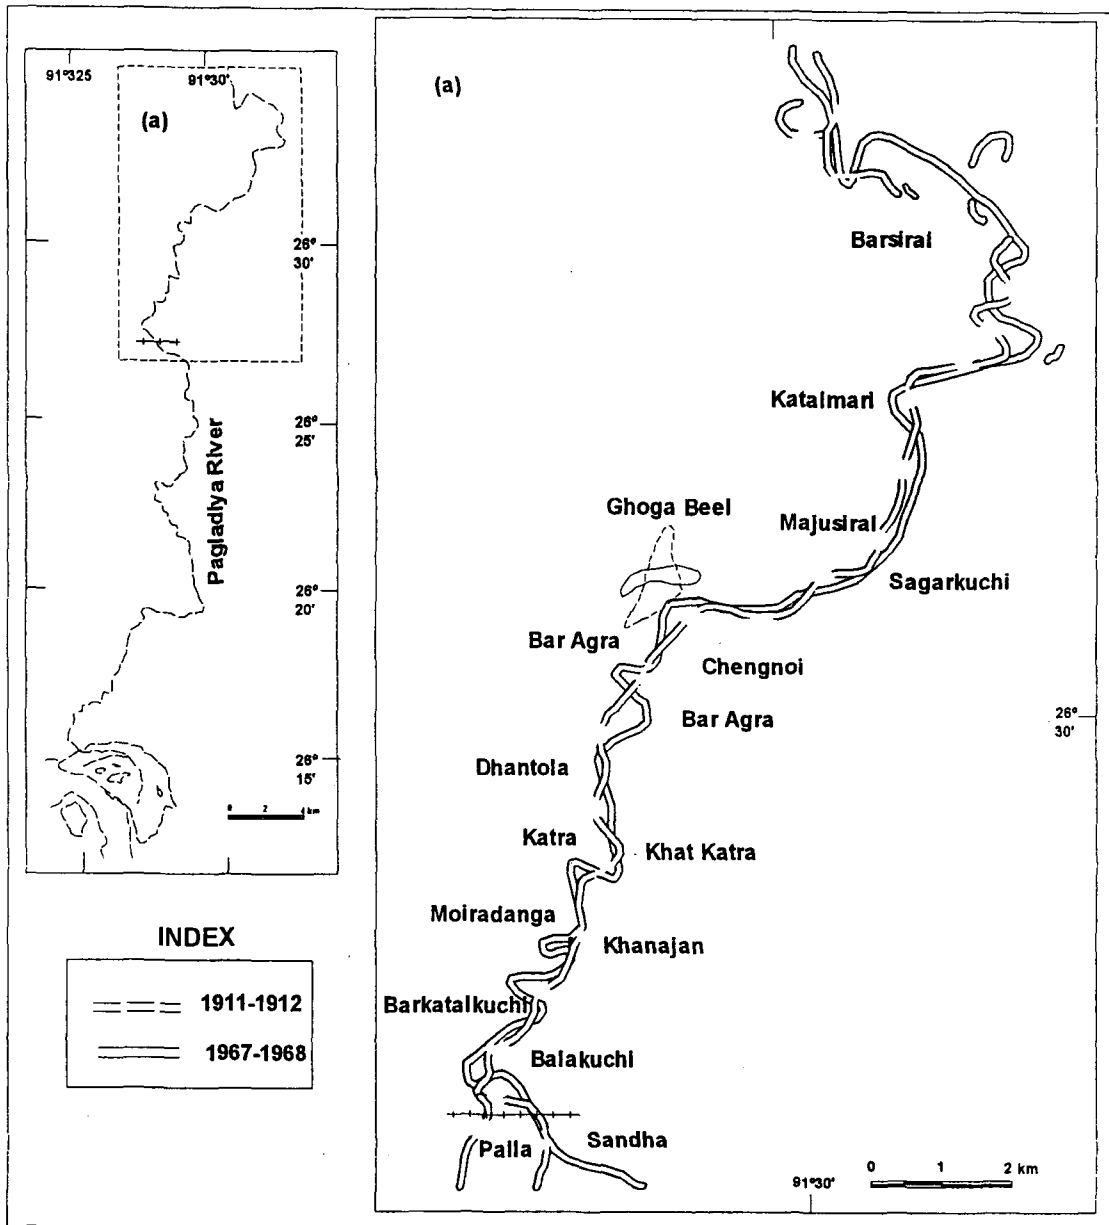 91°325
91°30'
(a)
26°
30'
26°
25'
Pagladiya River
26°
20'
26°
15'
0 2 4 km
INDEX
1911-1912
1967-1968
(a)
Barsiral
Katalmari
Ghoga Beel
Majusiral
Sagarkuchi
Bar Agra
Chengnoi
Bar Agra
26°
30'
Dhantola
Katra
Khat Katra
Moiradanga
Khanajan
Barkatalkuchi
Balakuchi
Palla
Sandha
0 1 2 km
91°30'